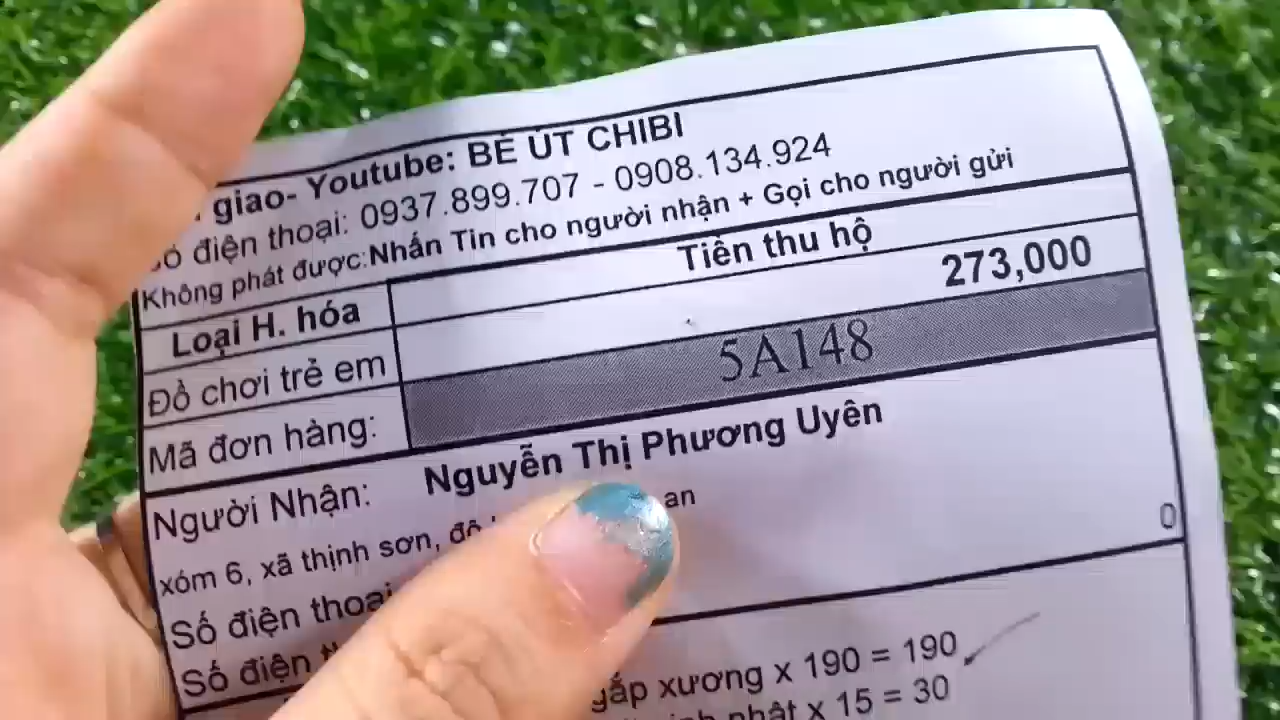 giao- Youtube: BÉ ÚT CHIBI
Số điện thoại: 0937.899.707 - 0908.134.924
Không phát được:Nhắn Tin cho người nhận + Gọi cho người gửi
Loại H. hóa Tiền thu hộ
Đồ chơi trẻ em 273,000
Mã đơn hàng: 5A148
Người Nhận: Nguyễn Thị Phương Uyên
xóm 6, xã thịnh sơn, an
Số điện thoại 0
Số điện
gắp xương x 190 = 190
nhật x 15 = 30